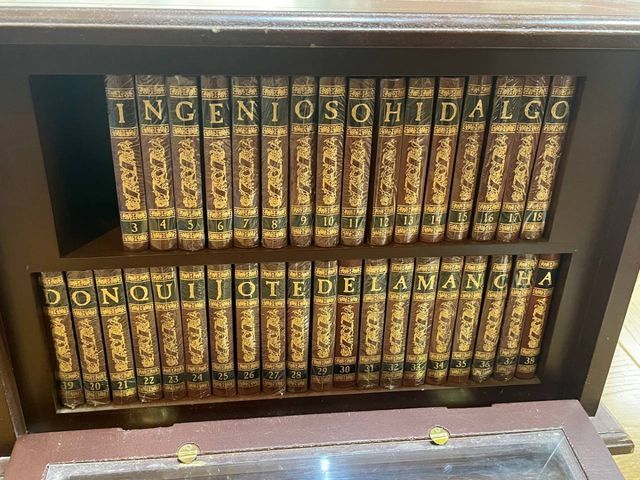 INGENIOSOHIDALGO
3 4 5 6 7 8 9 10 11 12 13 14 15 16 17 18
DONQUIJOTEDELAMANCHA
19 20 21 22 23 24 25 26 27 28 29 30 31 32 33 34 35 36 37 38